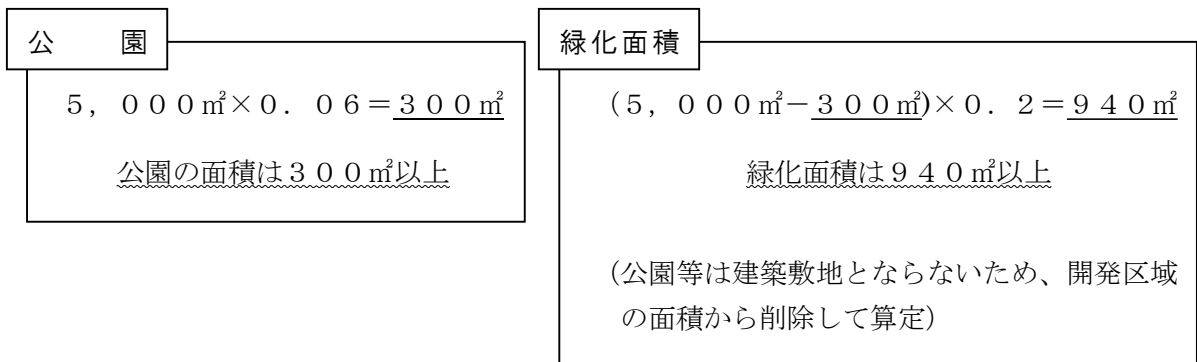 公　　園
５，０００㎡×０．０６＝３００㎡
公園の面積は３００㎡以上
緑化面積
（５，０００㎡－３００㎡)×０．２＝９４０㎡
緑化面積は９４０㎡以上
（公園等は建築敷地とならないため、開発区域
の面積から削除して算定）